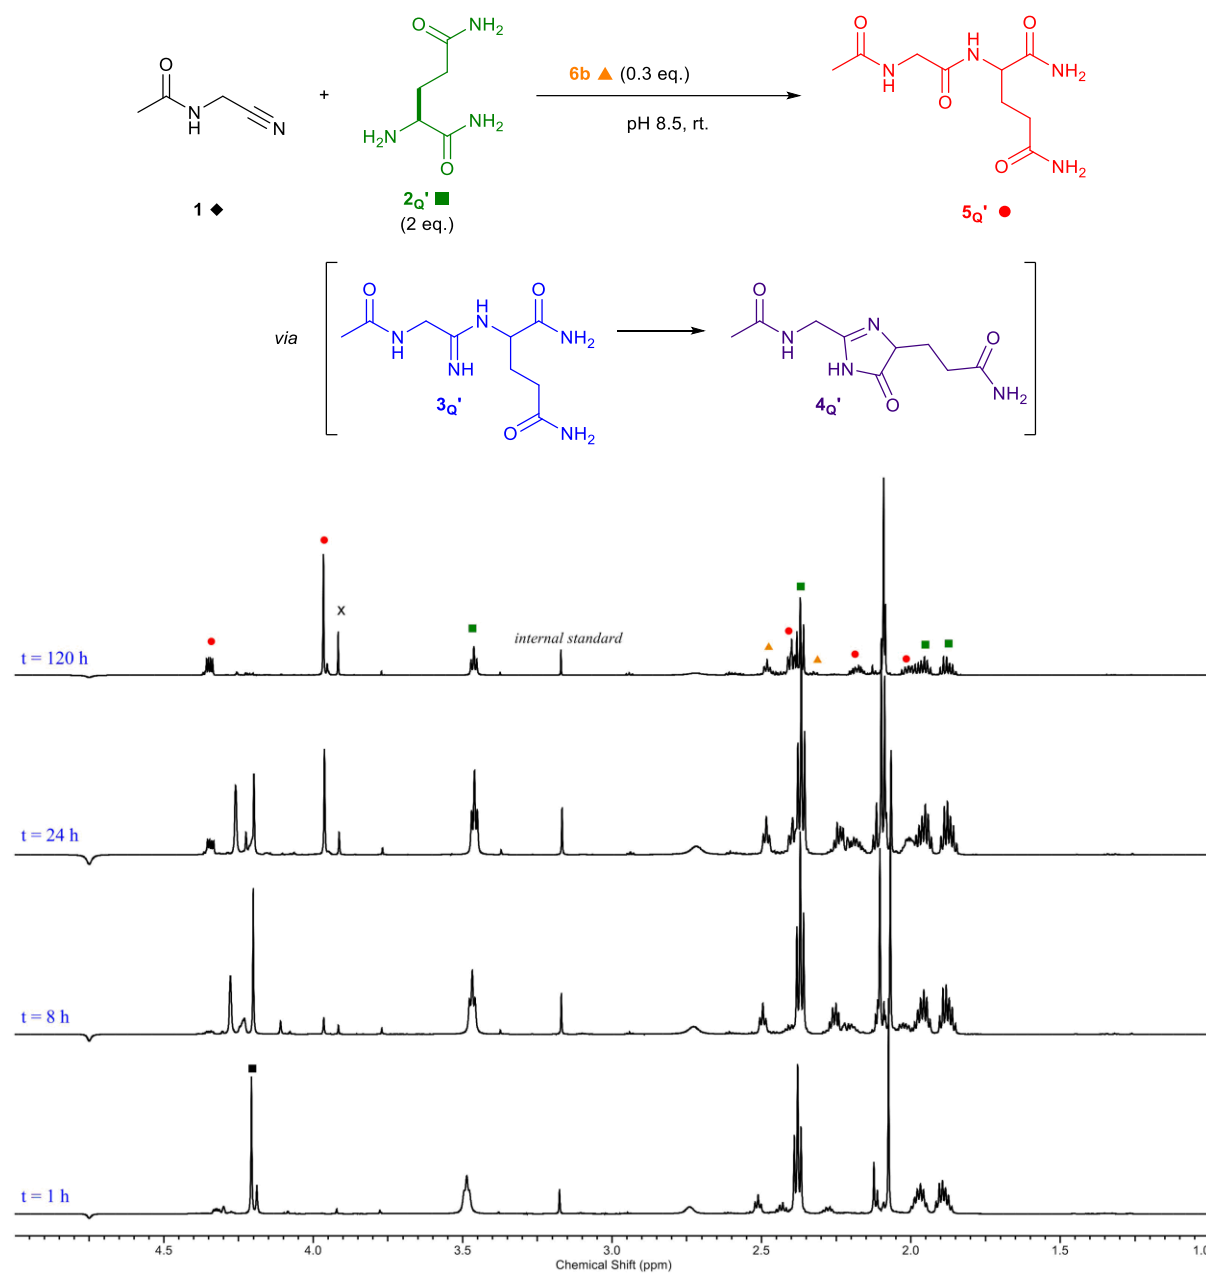 O
N
H
N
1 ◆
+
O
NH2
H2N
NH2
O
2Q' ■
(2 eq.)
6b ▲ (0.3 eq.)
pH 8.5, rt.
O
N
H
O
H
N
O
NH2
O
NH2
5Q' ●
via
O
N
H
NH
H
N
O
NH2
O
NH2
3Q'
O
N
H
N
HN
O
O
NH2
4Q'
x
internal standard
t = 120 h
t = 24 h
t = 8 h
t = 1 h
4.5 4.0 3.5 3.0 2.5 2.0 1.5 1.0
Chemical Shift (ppm)